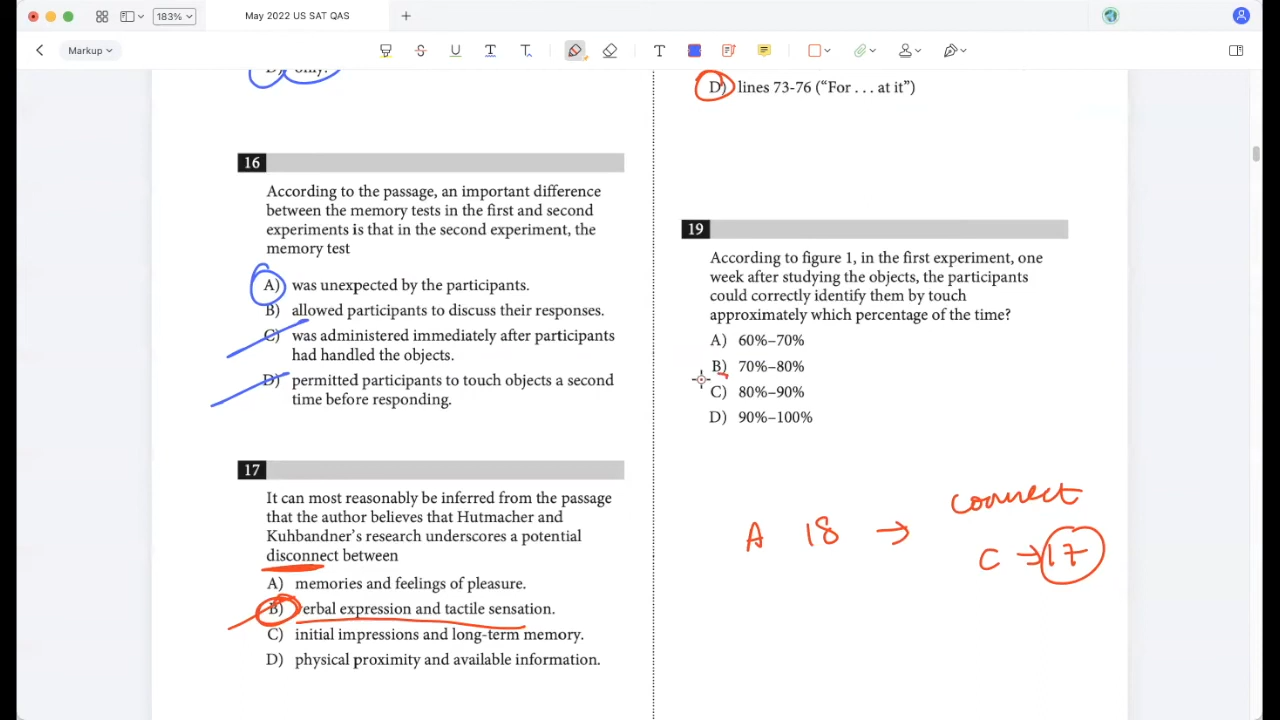 183%
May 2022 US SAT QAS
Markup
D) only.
16
According to the passage, an important difference
between the memory tests in the first and second
experiments is that in the second experiment, the
memory test
A) was unexpected by the participants.
B) allowed participants to discuss their responses.
C) was administered immediately after participants
had handled the objects.
D) permitted participants to touch objects a second
time before responding.
17
It can most reasonably be inferred from the passage
that the author believes that Hutmacher and
Kuhbandner's research underscores a potential
disconnect between
A) memories and feelings of pleasure.
B) verbal expression and tactile sensation.
C) initial impressions and long-term memory.
D) physical proximity and available information.
D) lines 73-76 ("For . . . at it")
19
According to figure 1, in the first experiment, one
week after studying the objects, the participants
could correctly identify them by touch
approximately which percentage of the time?
A) 60%–70%
B) 70%–80%
C) 80%–90%
D) 90%–100%
connect
A 18 →
C → 17